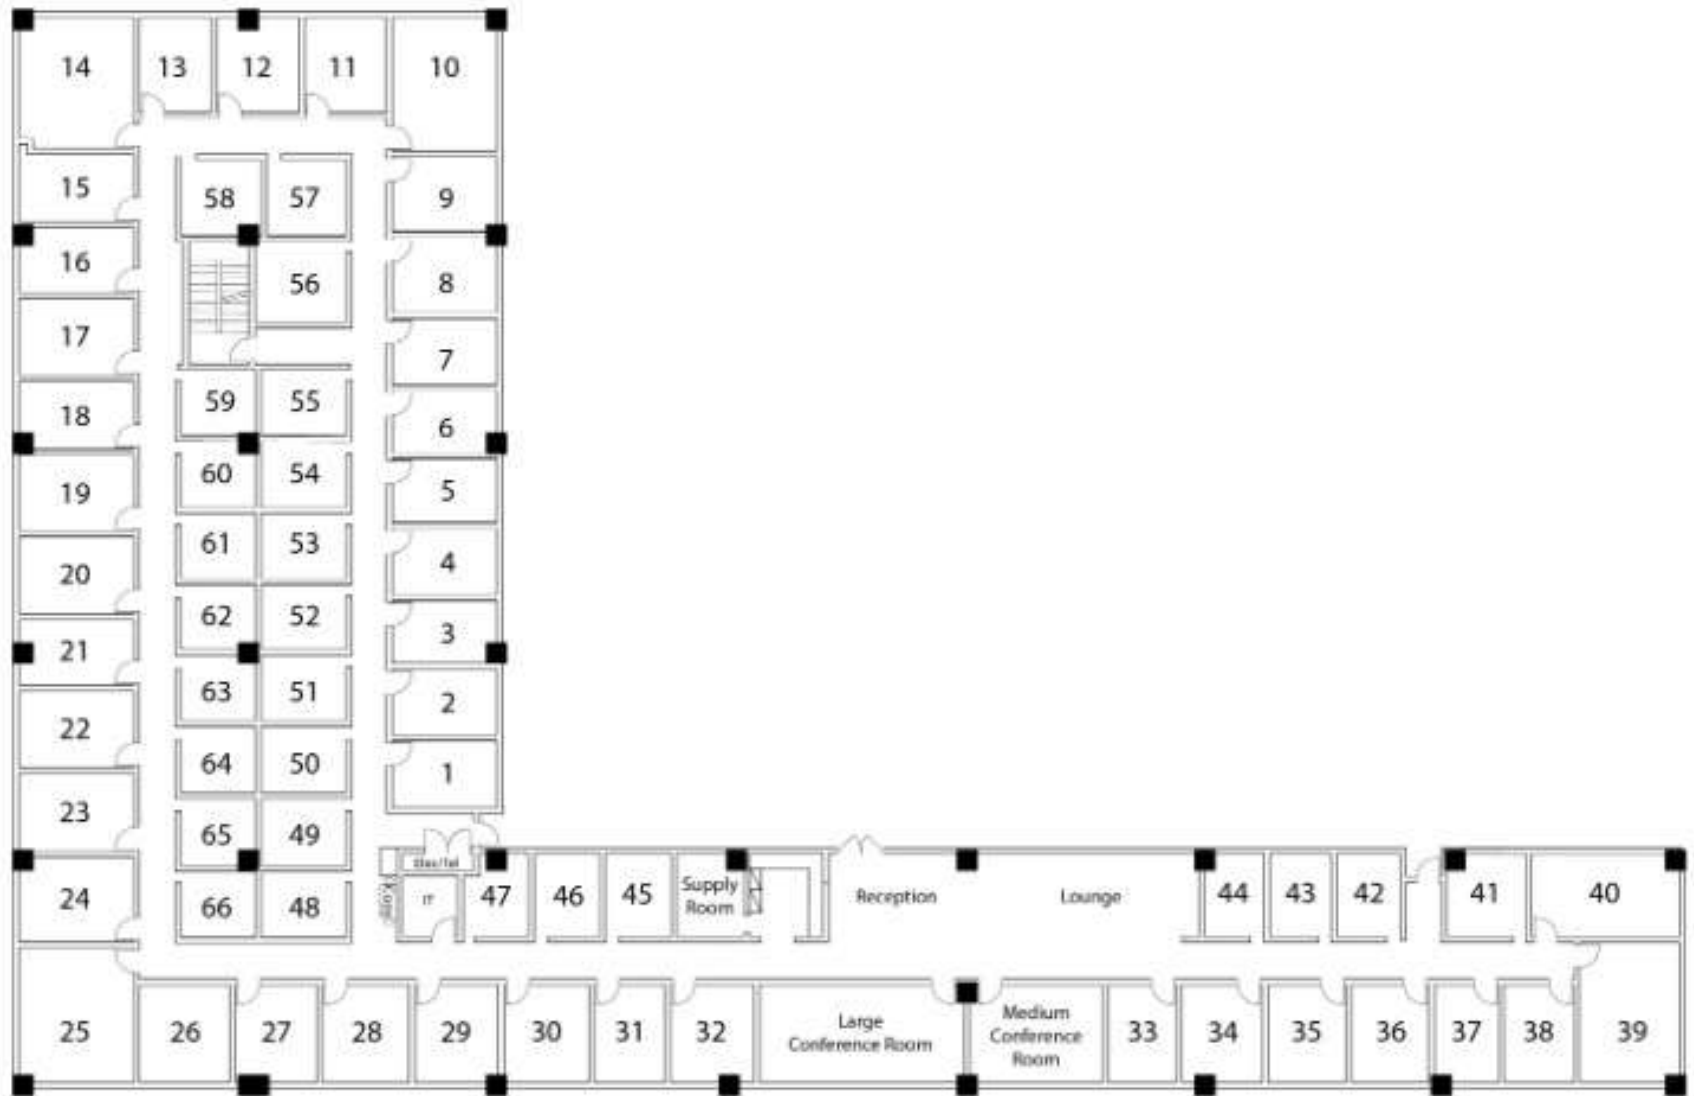 14 13 12 11 10
15 58 57 9
16 56 8
17 7
18 59 55 6
19 60 54 5
20 61 53 4
21 62 52 3
22 63 51 2
23 64 50 1
65 49
24 66 48 IT 47 46 45 Supply Room Reception Lounge 44 43 42 41 40
25 26 27 28 29 30 31 32 Large Conference Room Medium Conference Room 33 34 35 36 37 38 39